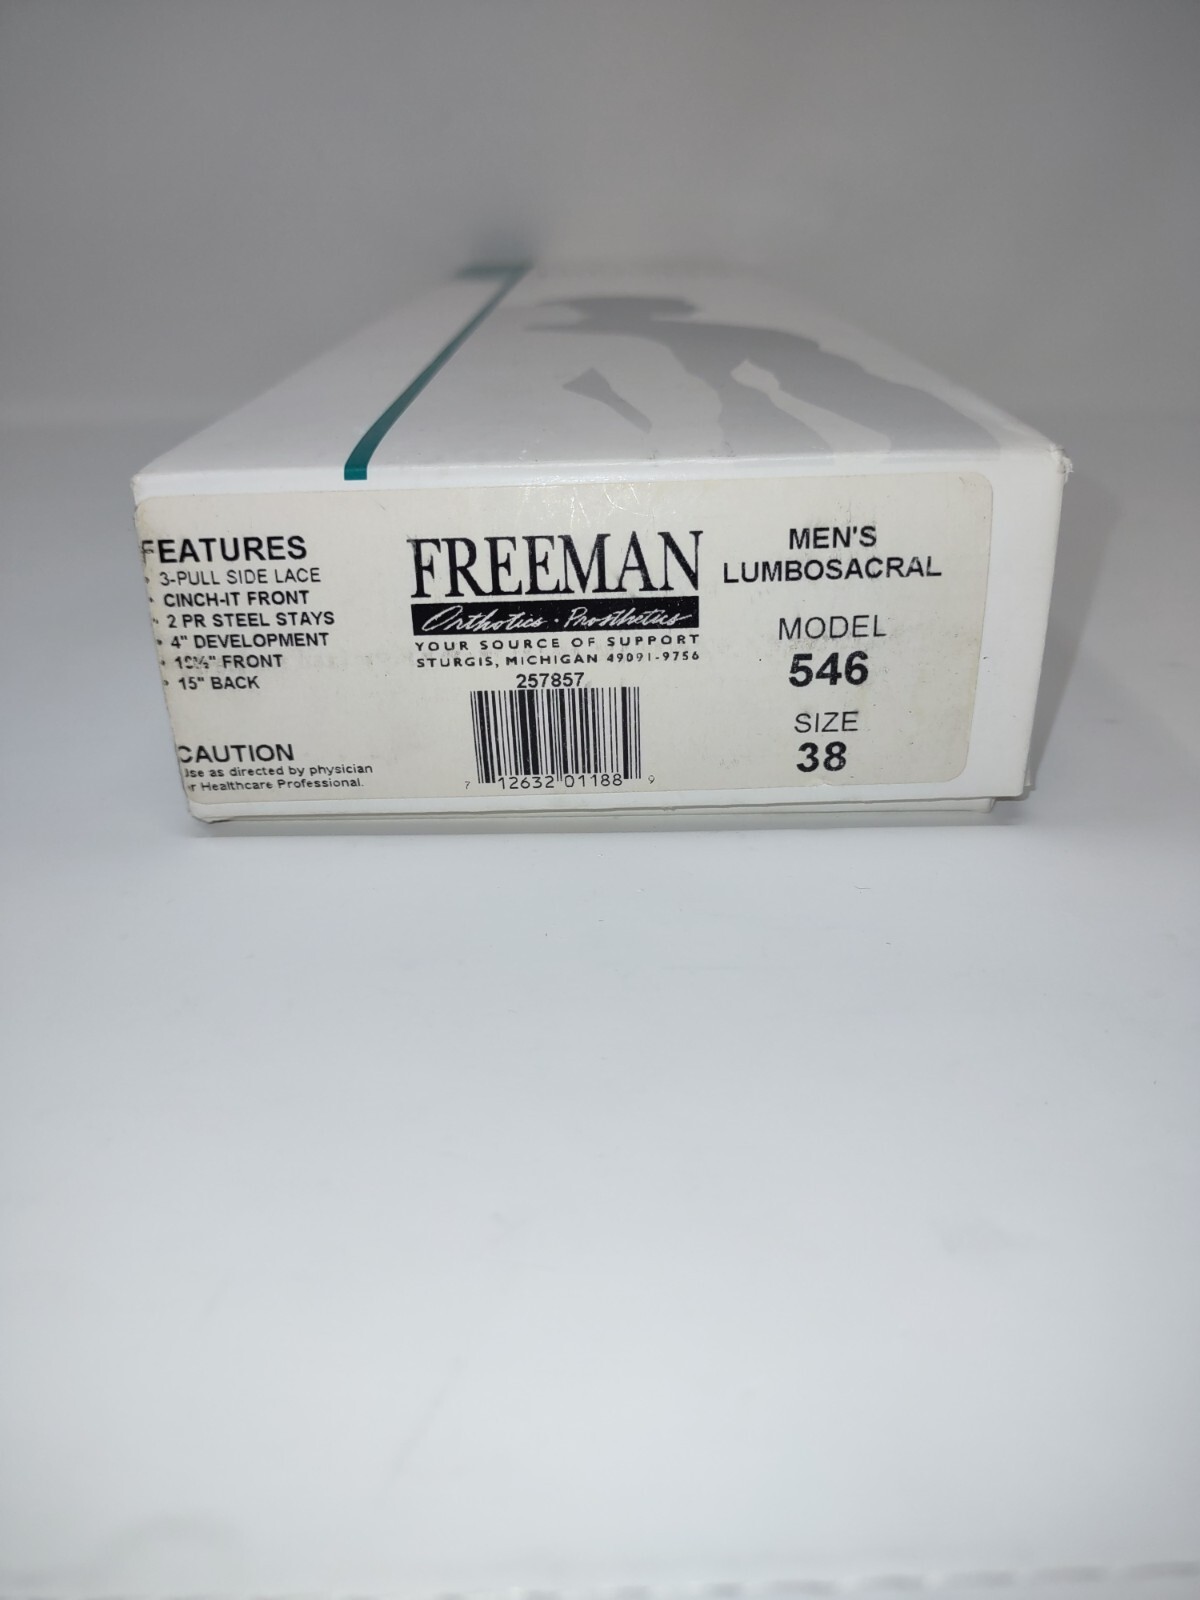 FEATURES
3-PULL SIDE LACE
CINCH-IT FRONT
2 PR STEEL STAYS
4" DEVELOPMENT
FRONT
15" BACK
CAUTION
Use as directed by physician
or Healthcare Professional.
FREEMAN
Orthotics · Prosthetics
YOUR SOURCE OF SUPPORT
STURGIS, MICHIGAN 49091-9756
257857
7 12632 01188 9
MEN'S
LUMBOSACRAL
MODEL
546
SIZE
38